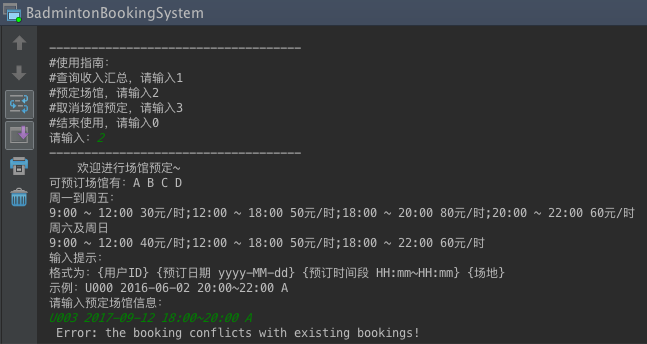 BadmintonBookingSystem
------------------------------------
#使用指南：
#查询收入汇总，请输入1
#预定场馆，请输入2
#取消场馆预定，请输入3
#结束使用，请输入0
请输入：2
------------------------------------
欢迎进行场馆预定~
可预订场馆有：A B C D
周一到周五：
9:00 ~ 12:00 30元/时;12:00 ~ 18:00 50元/时;18:00 ~ 20:00 80元/时;20:00 ~ 22:00 60元/时
周六及周日
9:00 ~ 12:00 40元/时;12:00 ~ 18:00 50元/时;18:00 ~ 22:00 60元/时
输入提示：
格式为：{用户ID} {预订日期 yyyy-MM-dd} {预订时间段 HH:mm~HH:mm} {场地}
示例：U000 2016-06-02 20:00~22:00 A
请输入预定场馆信息：
U003 2017-09-12 18:00~20:00 A
Error: the booking conflicts with existing bookings!